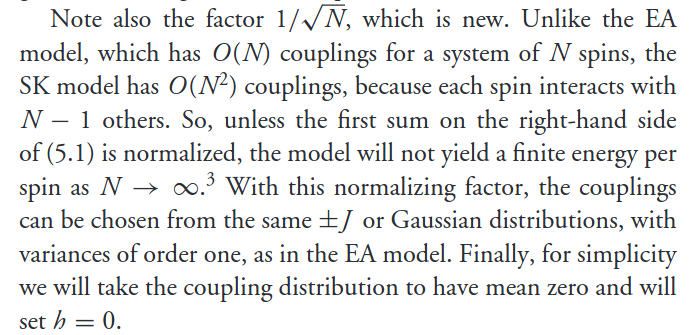 Note also the factor 1/√N, which is new. Unlike the EA
model, which has O(N) couplings for a system of N spins, the
SK model has O(N²) couplings, because each spin interacts with
N − 1 others. So, unless the first sum on the right-hand side
of (5.1) is normalized, the model will not yield a finite energy per
spin as N → ∞.³ With this normalizing factor, the couplings
can be chosen from the same ±J or Gaussian distributions, with
variances of order one, as in the EA model. Finally, for simplicity
we will take the coupling distribution to have mean zero and will
set h = 0.